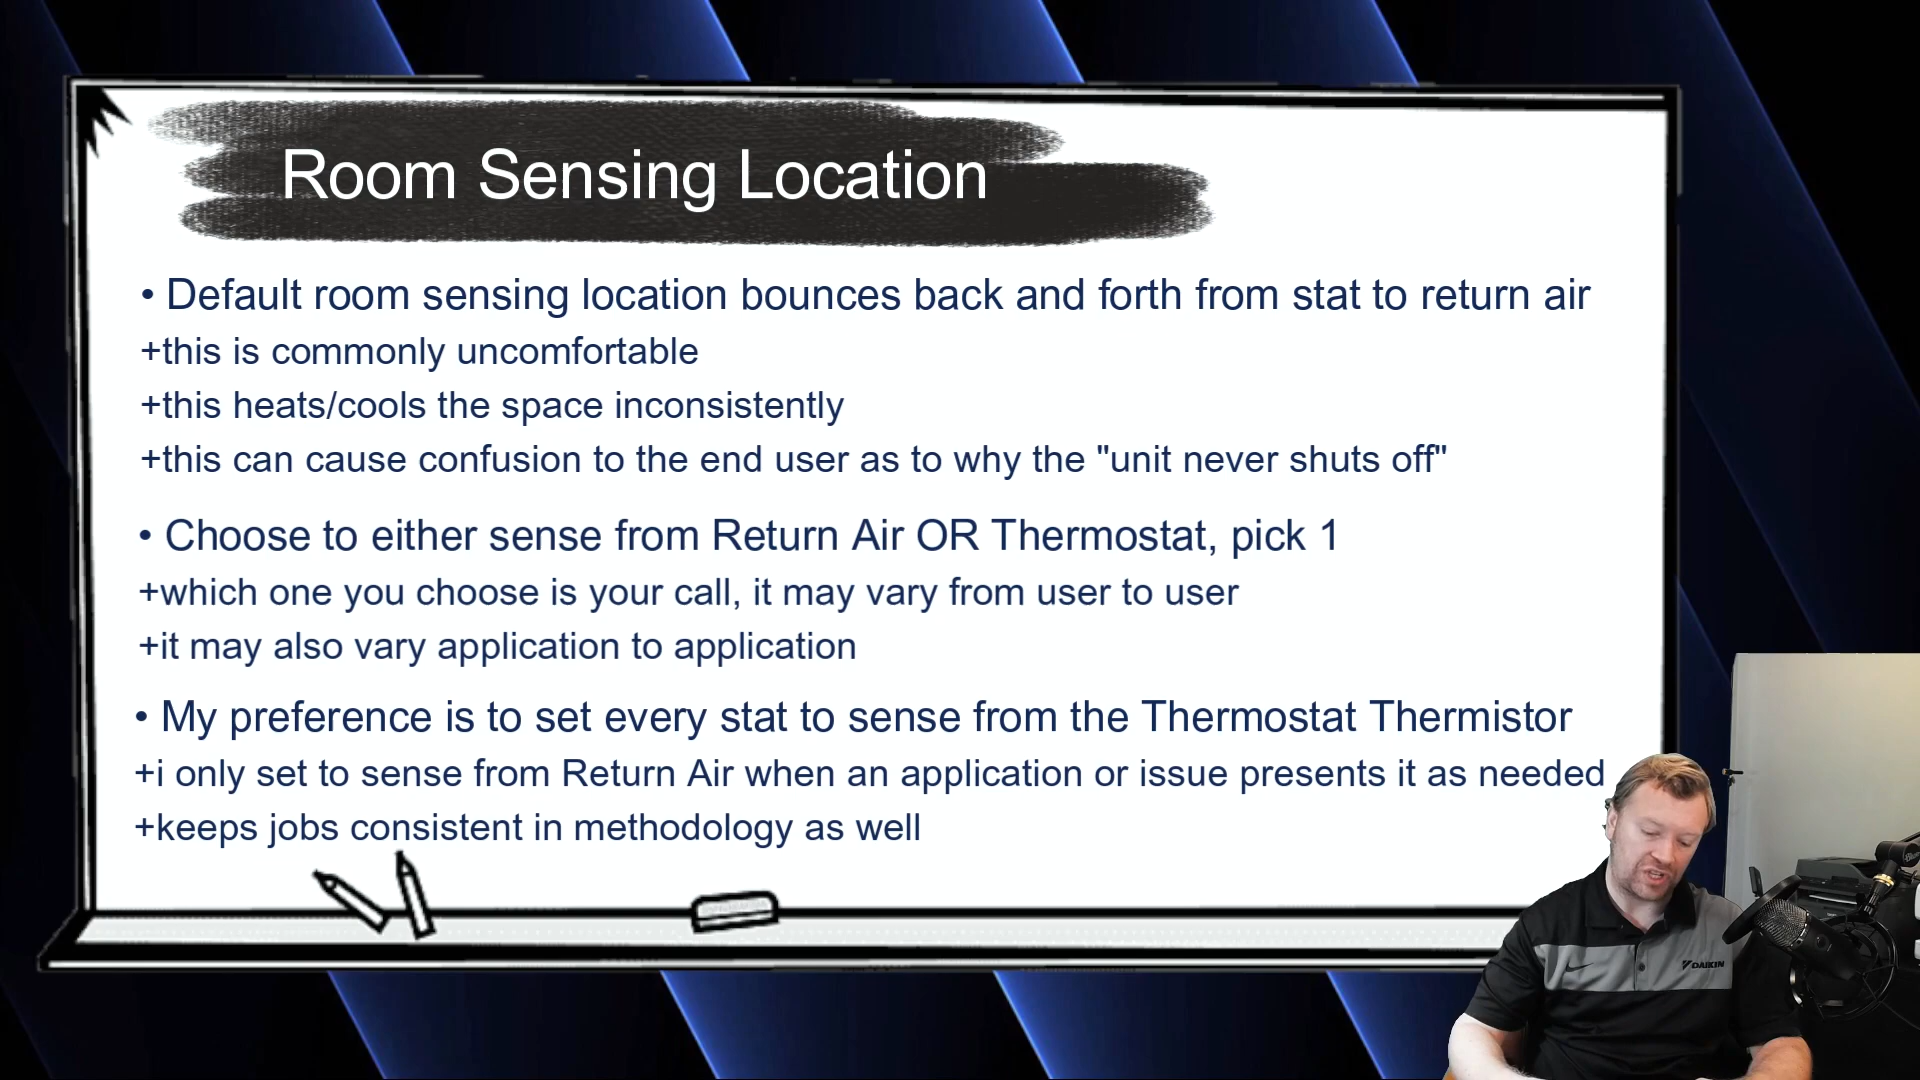 Room Sensing Location
• Default room sensing location bounces back and forth from stat to return air
+this is commonly uncomfortable
+this heats/cools the space inconsistently
+this can cause confusion to the end user as to why the "unit never shuts off"
• Choose to either sense from Return Air OR Thermostat, pick 1
+which one you choose is your call, it may vary from user to user
+it may also vary application to application
• My preference is to set every stat to sense from the Thermostat Thermistor
+i only set to sense from Return Air when an application or issue presents it as needed
+keeps jobs consistent in methodology as well
DAIKIN